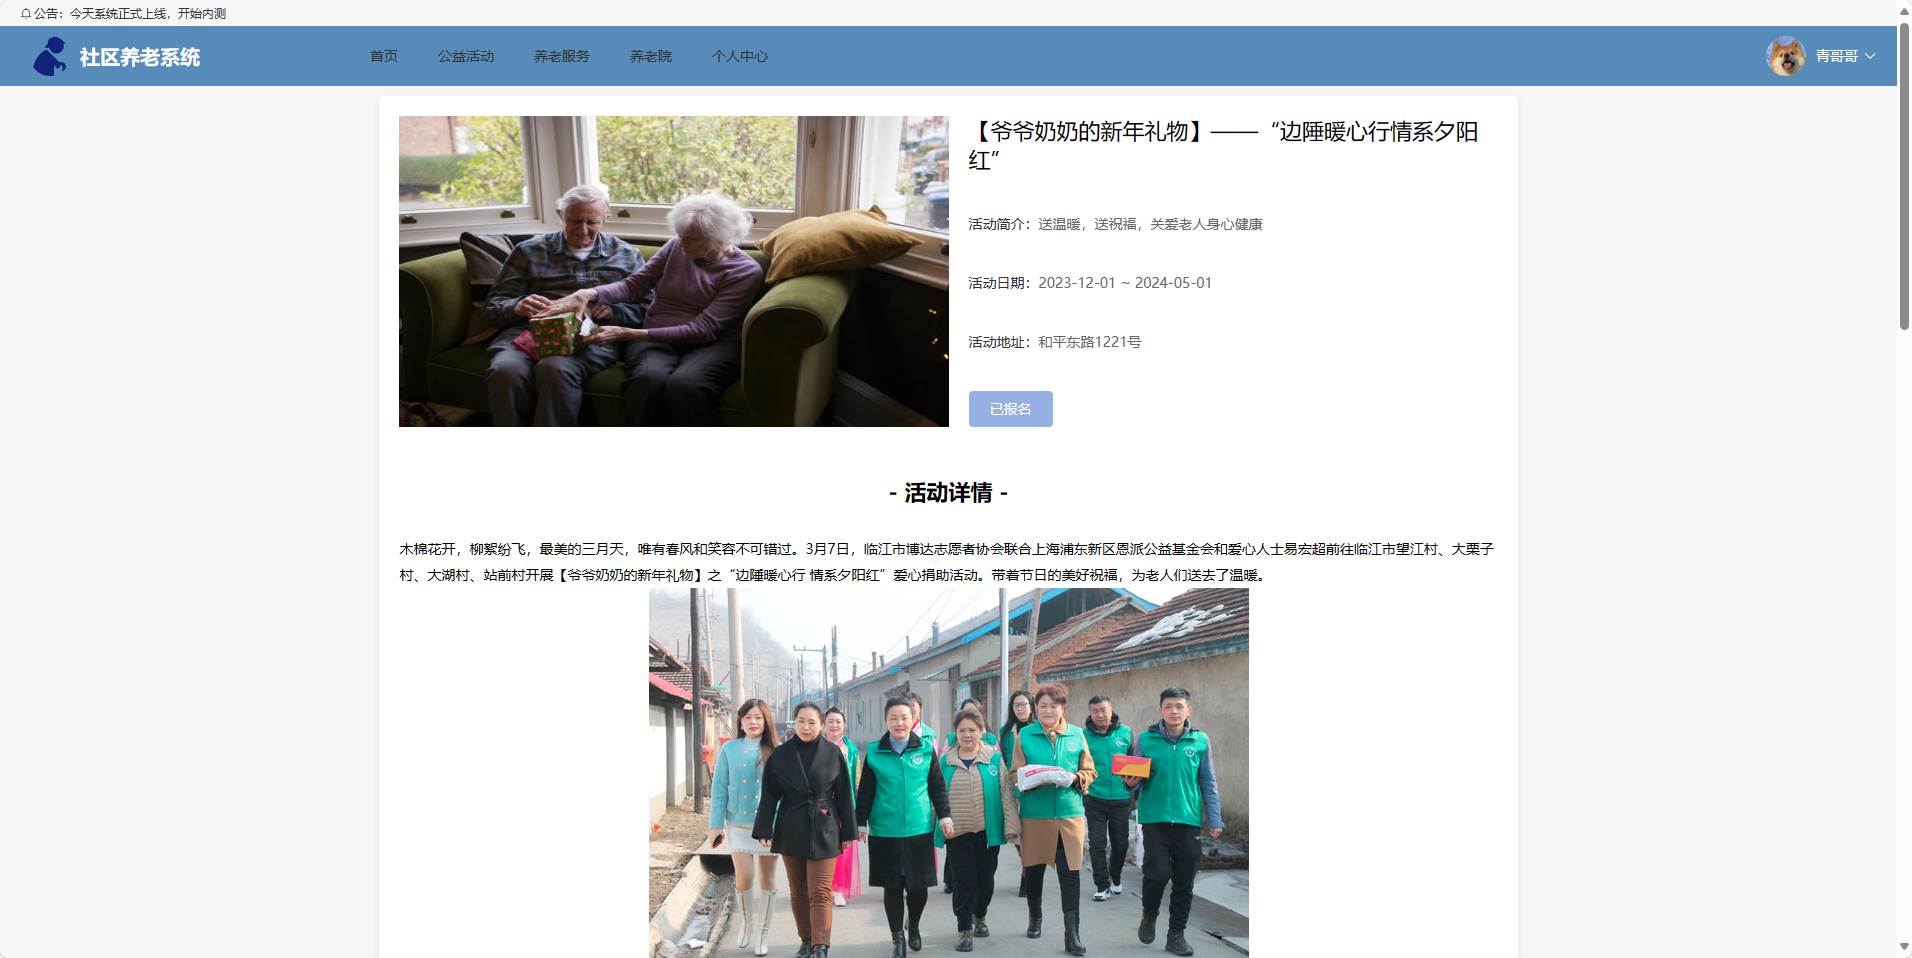 公告：今天系统正式上线，开始内测
社区养老系统
首页
公益活动
养老服务
养老院
个人中心
青哥哥
【爷爷奶奶的新年礼物】——“边陲暖心行情系夕阳
红”
活动简介：送温暖，送祝福，关爱老人身心健康
活动日期：2023-12-01 ~ 2024-05-01
活动地址：和平东路1221号
已报名
- 活动详情 -
木棉花开，柳絮纷飞，最美的三月天，唯有春风和笑容不可错过。3月7日，临江市博达志愿者协会联合上海浦东新区恩派公益基金会和爱心人士易宏超前往临江市望江村、大栗子
村、大湖村、站前村开展【爷爷奶奶的新年礼物】之“边陲暖心行 情系夕阳红”爱心捐助活动。带着节日的美好祝福，为老人们送去了温暖。